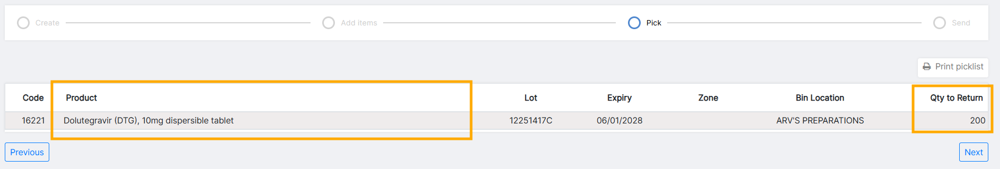 Create Add items Pick Send
Print picklist
Code Product Lot Expiry Zone Bin Location Qty to Return
16221 Dolutegravir (DTG), 10mg dispersible tablet 12251417C 06/01/2028 ARV'S PREPARATIONS 200
Previous Next